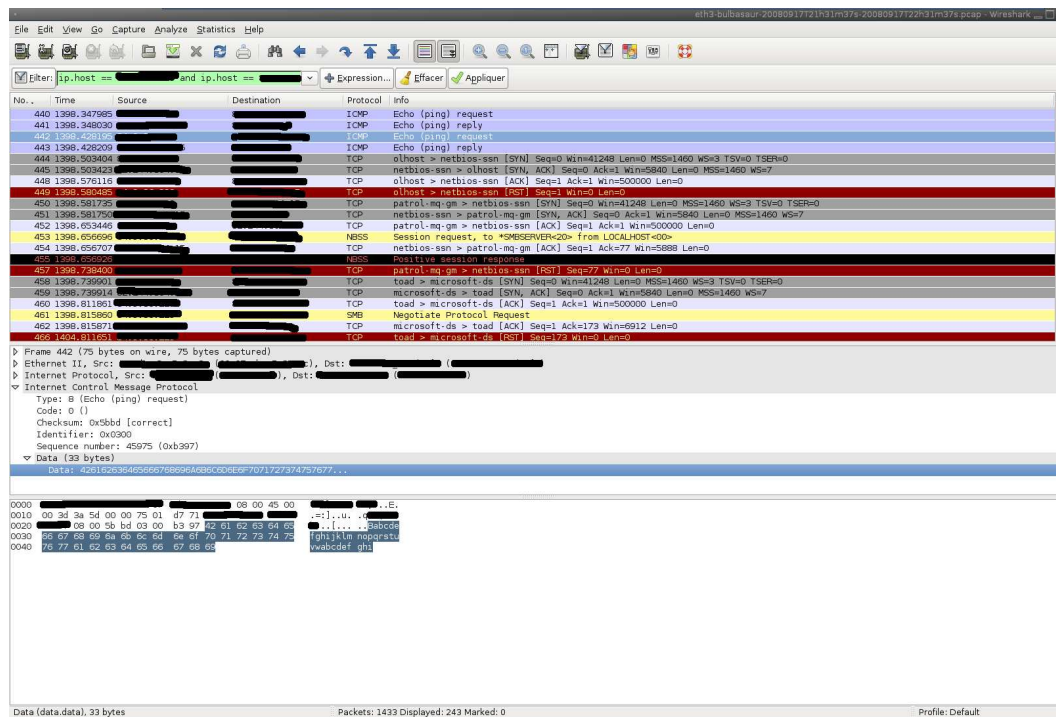 eth3-bulbasaur-20080917T21h31m37s-20080917T22h31m37s.pcap - Wireshark
File Edit View Go Capture Analyze Statistics Help
Filter: ip.host == and ip.host == Expression... Effacer Appliquer
No. . Time Source Destination Protocol Info
440 1398.347985 ICMP Echo (ping) request
441 1398.348030 ICMP Echo (ping) reply
442 1398.428195 ICMP Echo (ping) request
443 1398.428209 ICMP Echo (ping) reply
444 1398.503404 TCP olhost > netbios-ssn [SYN] Seq=0 Win=41248 Len=0 MSS=1460 WS=3 TSV=0 TSER=0
445 1398.503423 TCP netbios-ssn > olhost [SYN, ACK] Seq=0 Ack=1 Win=5840 Len=0 MSS=1460 WS=7
448 1398.576116 TCP olhost > netbios-ssn [ACK] Seq=1 Ack=1 Win=500000 Len=0
449 1398.580485 TCP olhost > netbios-ssn [RST] Seq=1 Win=0 Len=0
450 1398.581735 TCP patrol-mq-gm > netbios-ssn [SYN] Seq=0 Win=41248 Len=0 MSS=1460 WS=3 TSV=0 TSER=0
451 1398.581750 TCP netbios-ssn > patrol-mq-gm [SYN, ACK] Seq=0 Ack=1 Win=5840 Len=0 MSS=1460 WS=7
452 1398.653446 TCP patrol-mq-gm > netbios-ssn [ACK] Seq=1 Ack=1 Win=500000 Len=0
453 1398.656696 NBSS Session request, to *SMBSERVER<20> from LOCALHOST<00>
454 1398.656707 TCP netbios-ssn > patrol-mq-gm [ACK] Seq=1 Ack=77 Win=5888 Len=0
455 1398.656926 NBSS Positive session response
457 1398.738400 TCP patrol-mq-gm > netbios-ssn [RST] Seq=77 Win=0 Len=0
458 1398.739901 TCP toad > microsoft-ds [SYN] Seq=0 Win=41248 Len=0 MSS=1460 WS=3 TSV=0 TSER=0
459 1398.739914 TCP microsoft-ds > toad [SYN, ACK] Seq=0 Ack=1 Win=5840 Len=0 MSS=1460 WS=7
460 1398.811861 TCP toad > microsoft-ds [ACK] Seq=1 Ack=1 Win=500000 Len=0
461 1398.815860 SMB Negotiate Protocol Request
462 1398.815871 TCP microsoft-ds > toad [ACK] Seq=1 Ack=173 Win=6912 Len=0
466 1404.811651 TCP toad > microsoft-ds [RST] Seq=173 Win=0 Len=0
Frame 442 (75 bytes on wire, 75 bytes captured)
Ethernet II, Src: ( ), Dst: (
Internet Protocol, Src: ( ), Dst: ( )
Internet Control Message Protocol
Type: 8 (Echo (ping) request)
Code: 0 ()
Checksum: 0x5bbd [correct]
Identifier: 0x0300
Sequence number: 45975 (0xb397)
Data (33 bytes)
Data: 426162636465666768696A6B6C6D6E6F7071727374757677...
0000 08 00 45 00 ..E.
0010 00 3d 3a 5d 00 00 75 01 d7 71 .=:]..u. .q
0020 08 00 5b bd 03 00 b3 97 42 61 62 63 64 65 ..[... ..Babcde
0030 66 67 68 69 6a 6b 6c 6d 6e 6f 70 71 72 73 74 75 fghijklm nopqrstu
0040 76 77 61 62 63 64 65 66 67 68 69 vwabcdef ghi
Data (data.data), 33 bytes Packets: 1433 Displayed: 243 Marked: 0 Profile: Default